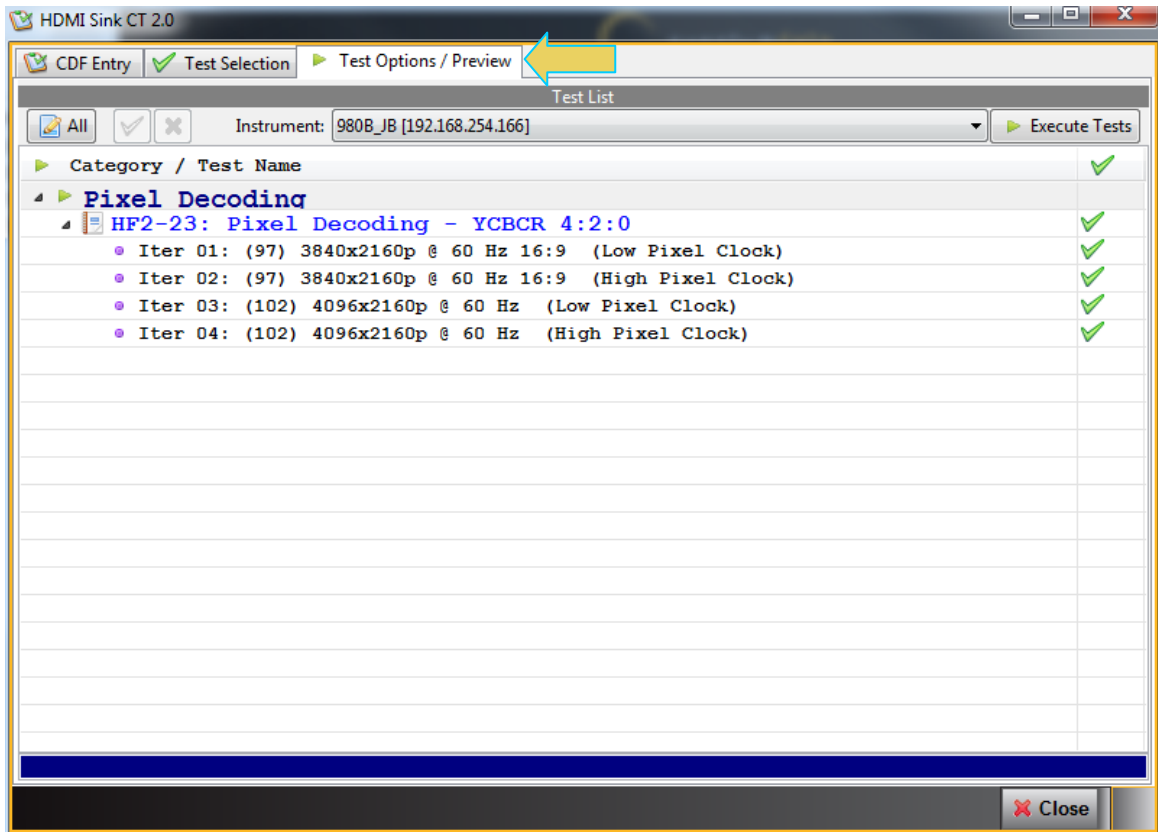 HDMI Sink CT 2.0
CDF Entry Test Selection Test Options / Preview
Test List
All Instrument: 980B_JB [192.168.254.166] Execute Tests
Category / Test Name
Pixel Decoding
HF2-23: Pixel Decoding - YCBCR 4:2:0
Iter 01: (97) 3840x2160p @ 60 Hz 16:9 (Low Pixel Clock)
Iter 02: (97) 3840x2160p @ 60 Hz 16:9 (High Pixel Clock)
Iter 03: (102) 4096x2160p @ 60 Hz (Low Pixel Clock)
Iter 04: (102) 4096x2160p @ 60 Hz (High Pixel Clock)
Close